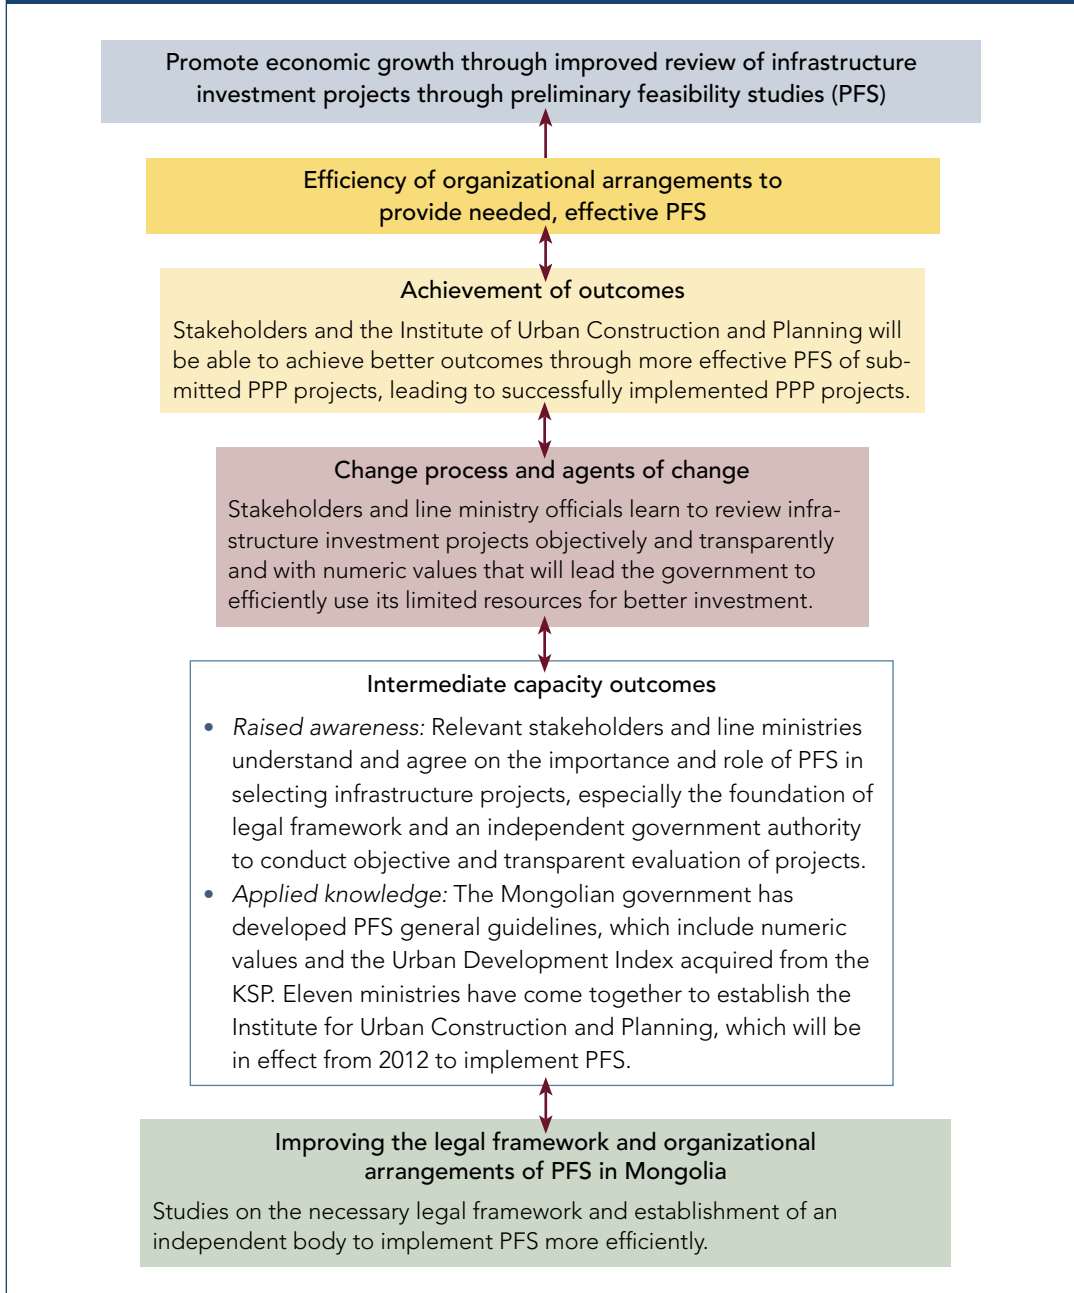 Promote economic growth through improved review of infrastructure
investment projects through preliminary feasibility studies (PFS)
Efficiency of organizational arrangements to
provide needed, effective PFS
Achievement of outcomes
Stakeholders and the Institute of Urban Construction and Planning will
be able to achieve better outcomes through more effective PFS of sub-
mitted PPP projects, leading to successfully implemented PPP projects.
Change process and agents of change
Stakeholders and line ministry officials learn to review infra-
structure investment projects objectively and transparently
and with numeric values that will lead the government to
efficiently use its limited resources for better investment.
Intermediate capacity outcomes
• Raised awareness: Relevant stakeholders and line ministries
understand and agree on the importance and role of PFS in
selecting infrastructure projects, especially the foundation of
legal framework and an independent government authority
to conduct objective and transparent evaluation of projects.
• Applied knowledge: The Mongolian government has
developed PFS general guidelines, which include numeric
values and the Urban Development Index acquired from the
KSP. Eleven ministries have come together to establish the
Institute for Urban Construction and Planning, which will be
in effect from 2012 to implement PFS.
Improving the legal framework and organizational
arrangements of PFS in Mongolia
Studies on the necessary legal framework and establishment of an
independent body to implement PFS more efficiently.